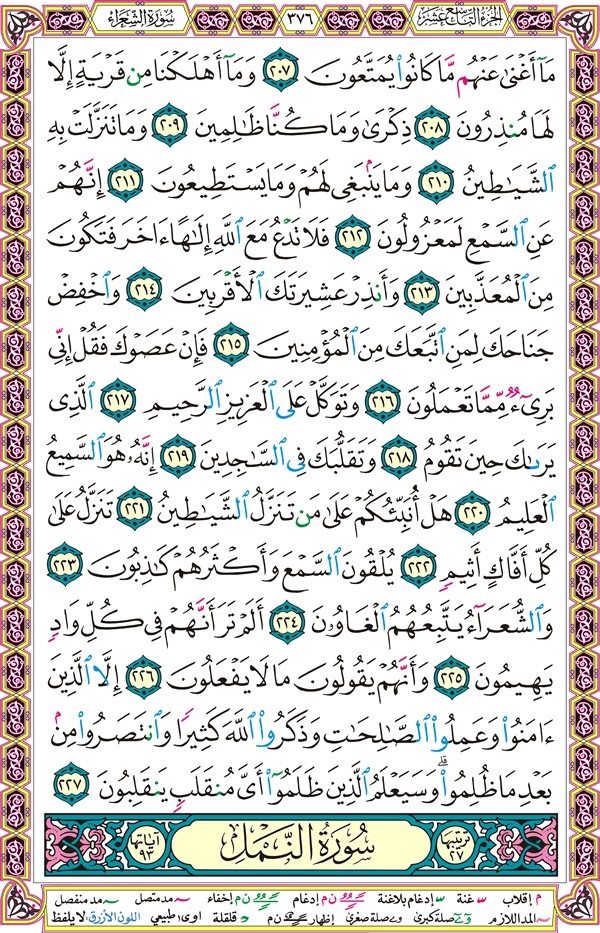 الجزء التاسع عشر ٣٧٦ سورة الشعراء
مَآ أَغْنَىٰ عَنْهُم مَّا كَانُوا۟ يُمَتَّعُونَ ٢٠٧ وَمَآ أَهْلَكْنَا مِن قَرْيَةٍ إِلَّا
لَهَا مُنذِرُونَ ٢٠٨ ذِكْرَىٰ وَمَا كُنَّا ظَـٰلِمِينَ ٢٠٩ وَمَا تَنَزَّلَتْ بِهِ
ٱلشَّيَـٰطِينُ ٢١٠ وَمَا يَنۢبَغِى لَهُمْ وَمَا يَسْتَطِيعُونَ ٢١١ إِنَّهُمْ
عَنِ ٱلسَّمْعِ لَمَعْزُولُونَ ٢١٢ فَلَا تَدْعُ مَعَ ٱللَّهِ إِلَـٰهًا ءَاخَرَ فَتَكُونَ
مِنَ ٱلْمُعَذَّبِينَ ٢١٣ وَأَنذِرْ عَشِيرَتَكَ ٱلْأَقْرَبِينَ ٢١٤ وَٱخْفِضْ
جَنَاحَكَ لِمَنِ ٱتَّبَعَكَ مِنَ ٱلْمُؤْمِنِينَ ٢١٥ فَإِنْ عَصَوْكَ فَقُلْ إِنِّى
بَرِىٓءٌ مِّمَّا تَعْمَلُونَ ٢١٦ وَتَوَكَّلْ عَلَى ٱلْعَزِيزِ ٱلرَّحِيمِ ٢١٧ ٱلَّذِى
يَرَىٰكَ حِينَ تَقُومُ ٢١٨ وَتَقَلُّبَكَ فِى ٱلسَّـٰجِدِينَ ٢١٩ إِنَّهُۥ هُوَ ٱلسَّمِيعُ
ٱلْعَلِيمُ ٢٢٠ هَلْ أُنَبِّئُكُمْ عَلَىٰ مَن تَنَزَّلُ ٱلشَّيَـٰطِينُ ٢٢١ تَنَزَّلُ عَلَىٰ
كُلِّ أَفَّاكٍ أَثِيمٍ ٢٢٢ يُلْقُونَ ٱلسَّمْعَ وَأَكْثَرُهُمْ كَـٰذِبُونَ ٢٢٣
وَٱلشُّعَرَآءُ يَتَّبِعُهُمُ ٱلْغَاوُۥنَ ٢٢٤ أَلَمْ تَرَ أَنَّهُمْ فِى كُلِّ وَادٍ
يَهِيمُونَ ٢٢٥ وَأَنَّهُمْ يَقُولُونَ مَا لَا يَفْعَلُونَ ٢٢٦ إِلَّا ٱلَّذِينَ
ءَامَنُوا۟ وَعَمِلُوا۟ ٱلصَّـٰلِحَـٰتِ وَذَكَرُوا۟ ٱللَّهَ كَثِيرًا وَٱنتَصَرُوا۟ مِنۢ
بَعْدِ مَا ظُلِمُوا۟ ۗ وَسَيَعْلَمُ ٱلَّذِينَ ظَلَمُوٓا۟ أَىَّ مُنقَلَبٍ يَنقَلِبُونَ ٢٢٧
ترتيبها ٢٧ سُورَةُ النَّمْلِ آياتها ٩٣
م إقلاب غنة إدغام بلاغنة ن م إدغام ن م إخفاء مد متصل مد منفصل
المد اللازم صلة كبرى صلة صغرى إظهار ن م قلقلة اوى طبيعي اللون الأزرق: لا يلفظ